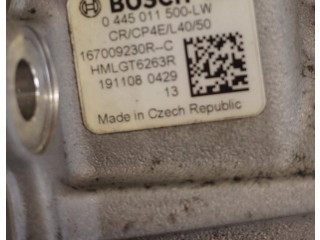 BOSCH
0 445 011 500-LW
CR/CP4E/L40/50
167009230R--C
HMLGT6263R
191108 0429
13
Made in Czech Republic